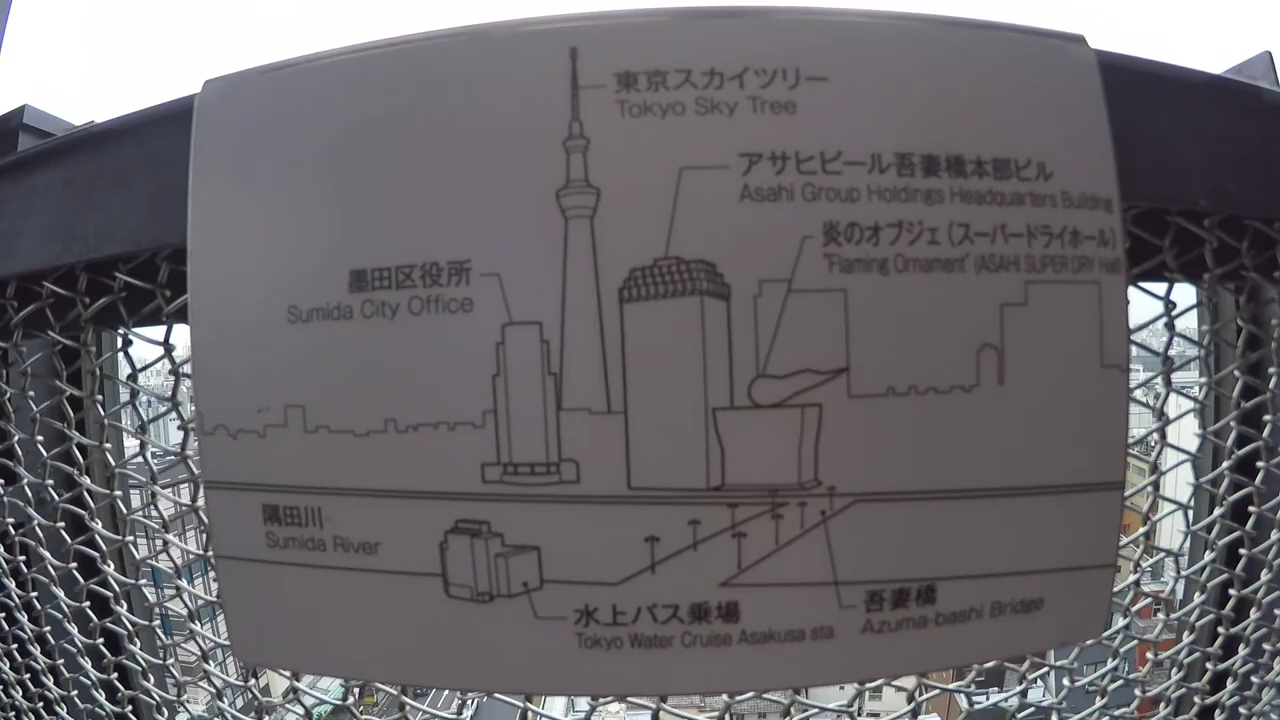 東京スカイツリー
Tokyo Sky Tree
アサヒビール吾妻橋本部ビル
Asahi Group Holdings Headquarters Building
炎のオブジェ(スーパードライホール)
"Flaming Ornament" (ASAHI SUPER DRY Hall)
墨田区役所
Sumida City Office
隅田川
Sumida River
水上バス乗場
Tokyo Water Cruise Asakusa sta.
吾妻橋
Azuma-bashi Bridge